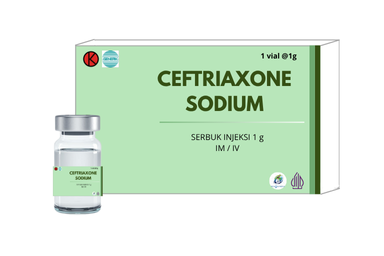 K
1 vial @1g
CEFTRIAXONE
SODIUM
SERBUK INJEKSI 1 g
IM / IV
CEFTRIAXONE
SODIUM